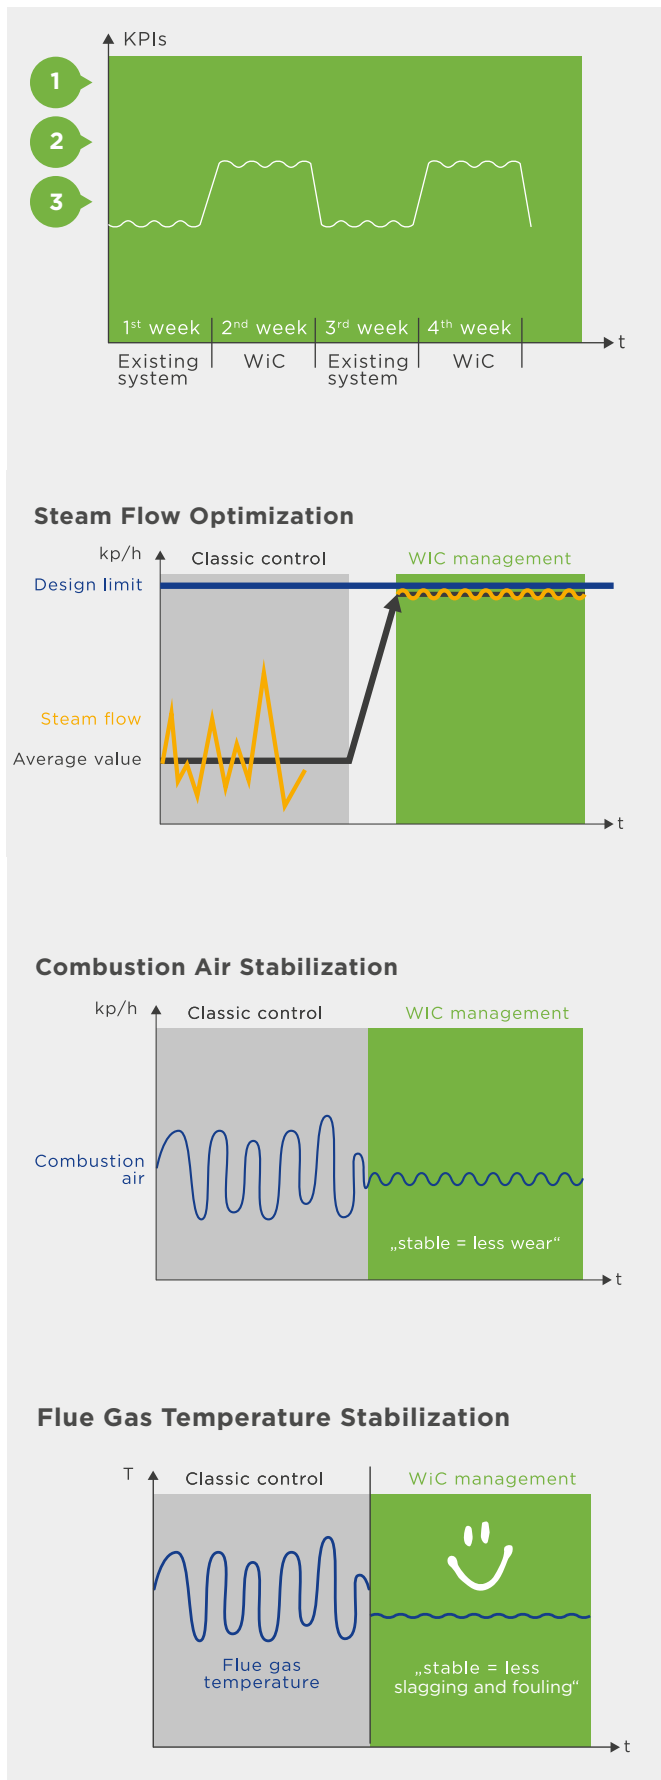 KPIs
1
2
3
1st week 2nd week 3rd week 4th week
t
Existing system WiC Existing system WiC
Steam Flow Optimization
kp/h
Classic control WIC management
Design limit
Steam flow
Average value
t
Combustion Air Stabilization
kp/h
Classic control WIC management
Combustion
air
„stable = less wear“
t
Flue Gas Temperature Stabilization
T
Classic control WiC management
Flue gas
temperature
„stable = less
slagging and fouling“
t